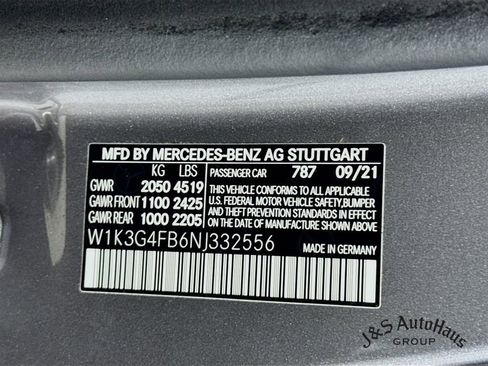 MFD BY MERCEDES-BENZ AG STUTTGART
KG LBS PASSENGER CAR 787 09/21
GVWR 2050 4519
GAWR FRONT 1100 2425
GAWR REAR 1000 2205
THIS VEHICLE CONFORMS TO ALL APPLICABLE
U.S. FEDERAL MOTOR VEHICLE SAFETY, BUMPER
AND THEFT PREVENTION STANDARDS IN EFFECT
ON THE DATE OF MANUFACTURE SHOWN ABOVE.
W1K3G4FB6NJ332556
MADE IN GERMANY
J&S AUTOHAUS
GROUP